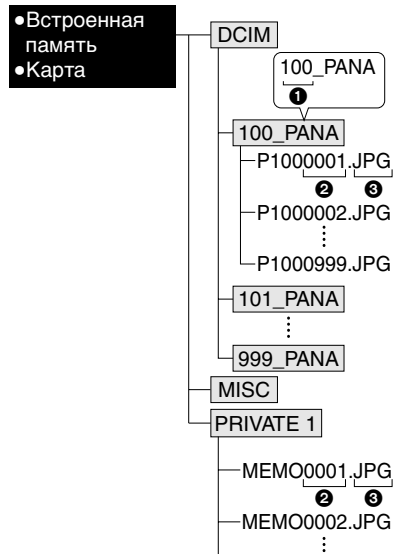 ●Встроенная
память
●Карта
DCIM
100_PANA
❶
100_PANA
P1000001.JPG
❷ ❸
P1000002.JPG
P1000999.JPG
101_PANA
999_PANA
MISC
PRIVATE 1
MEMO0001.JPG
❷ ❸
MEMO0002.JPG